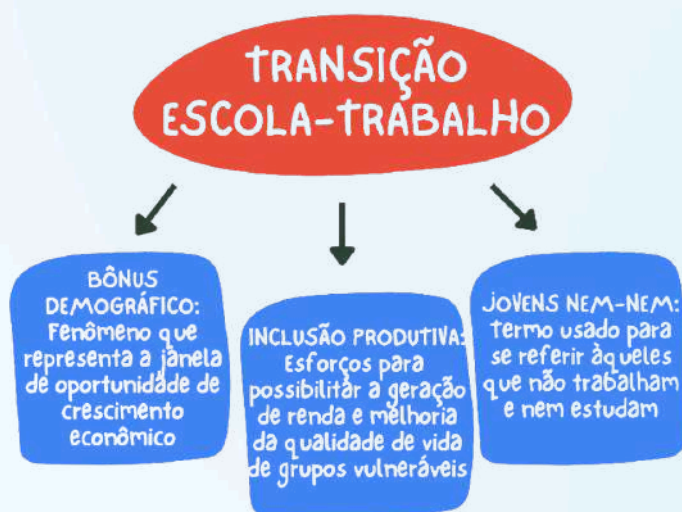 TRANSIÇÃO
ESCOLA-TRABALHO
BÔNUS
DEMOGRÁFICO:
Fenômeno que
representa a janela
de oportunidade de
crescimento
econômico
INCLUSÃO PRODUTIVA:
Esforços para
possibilitar a geração
de renda e melhoria
da qualidade de vida
de grupos vulneráveis
JOVENS NEM-NEM:
termo usado para
se referir àqueles
que não trabalham
e nem estudam